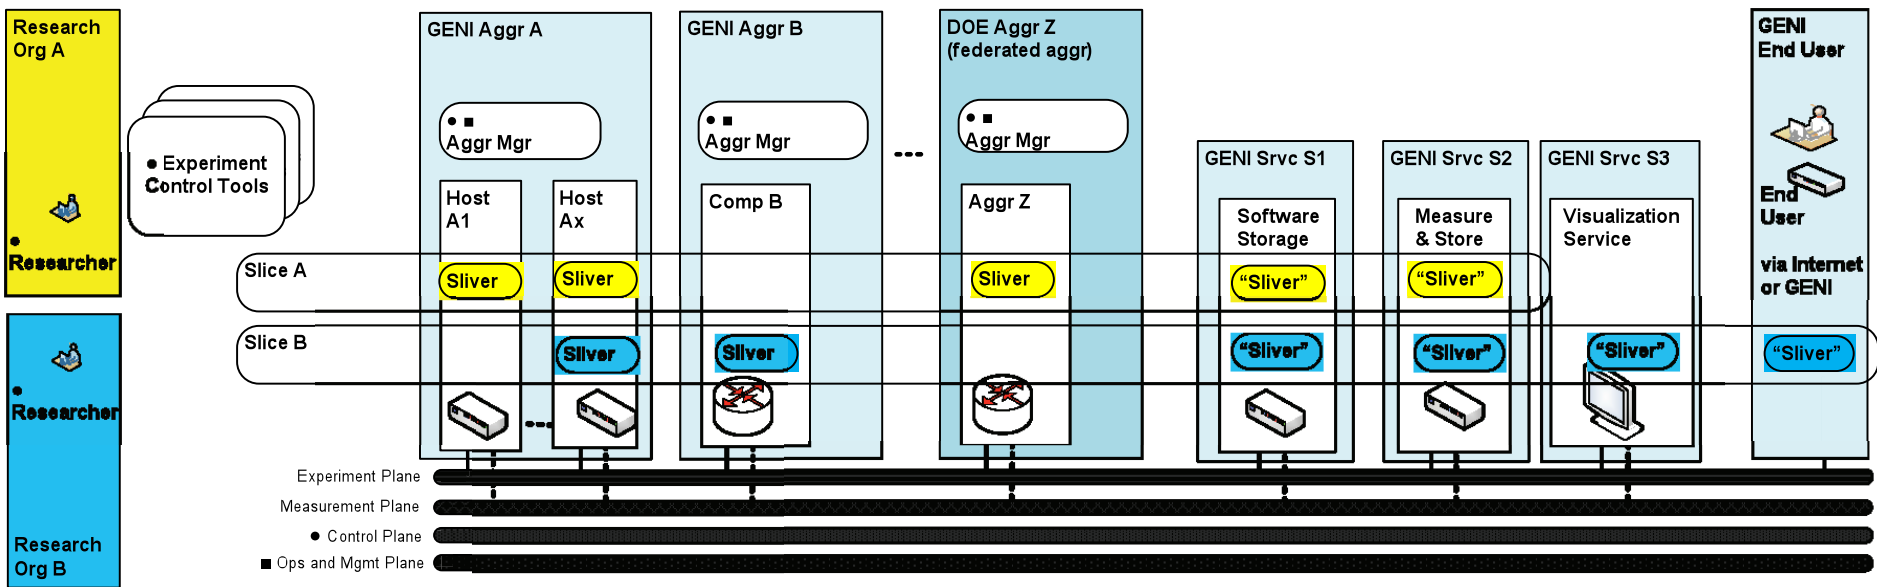 Research
Org A
● Researcher
● Experiment
Control Tools
GENI Aggr A
● ■
Aggr Mgr
Host
A1
Host
Ax
GENI Aggr B
● ■
Aggr Mgr
Comp B
DOE Aggr Z
(federated aggr)
● ■
Aggr Mgr
Aggr Z
GENI Srvc S1
Software
Storage
GENI Srvc S2
Measure
& Store
GENI Srvc S3
Visualization
Service
GENI
End User
End
User
via Internet
or GENI
Slice A
Sliver
Sliver
Sliver
“Sliver”
“Sliver”
Slice B
Sliver
Sliver
“Sliver”
“Sliver”
“Sliver”
“Sliver”
● Researcher
Research
Org B
Experiment Plane
Measurement Plane
● Control Plane
■ Ops and Mgmt Plane